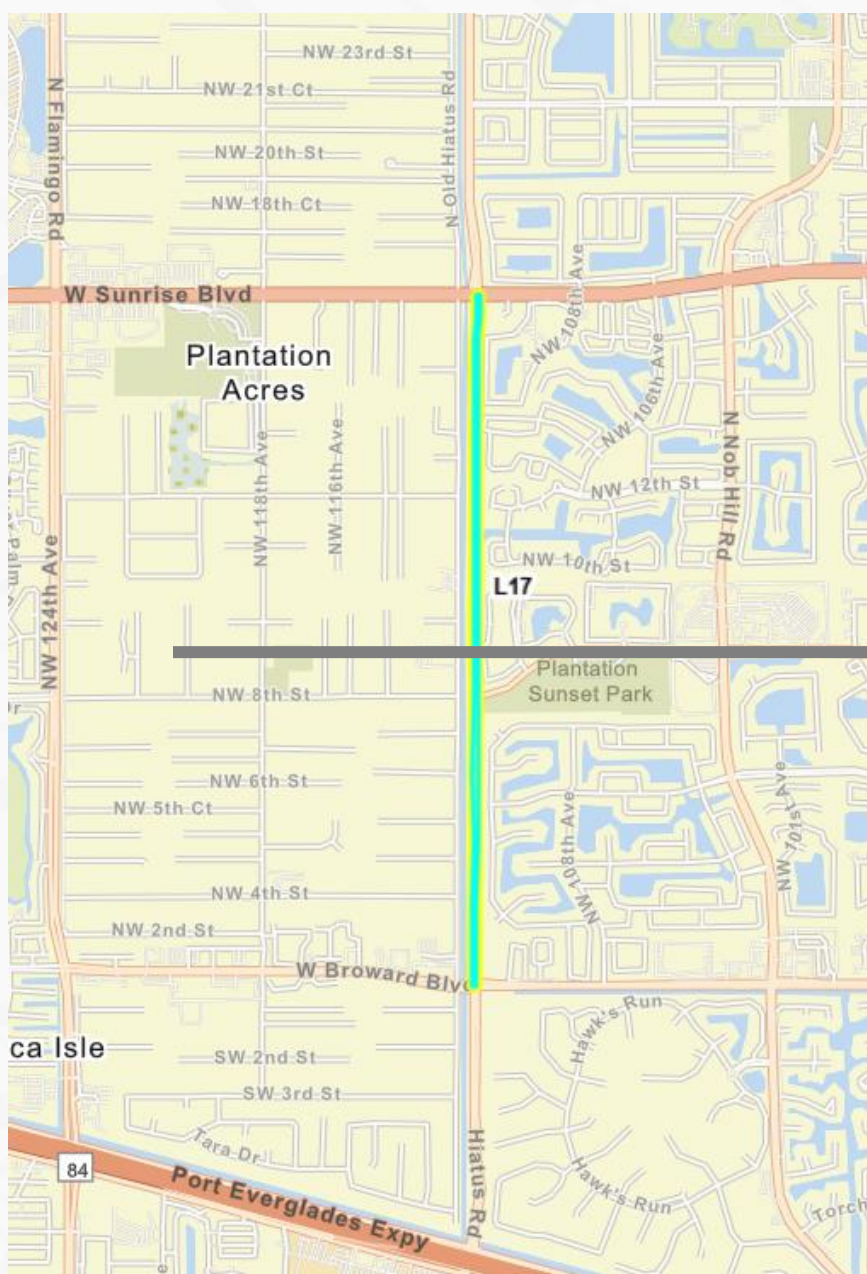 NW 23rd St
N Flamingo Rd
NW 21st Ct
N Old Hiatus Rd
NW 20th St
NW 18th Ct
W Sunrise Blvd
NW 108th Ave
Plantation
Acres
NW 106th Ave
N Nob Hill Rd
NW 118th Ave
NW 116th Ave
NW 12th St
NW 124th Ave
NW 10th St
L17
Plantation
Sunset Park
NW 8th St
NW 6th St
NW 5th Ct
NW 108th Ave
NW 101st Ave
NW 4th St
NW 2nd St
W Broward Blv
Hawk's Run
ca Isle
SW 2nd St
SW 3rd St
Tara Dr
Hiatus Rd
84
Port Everglades Expy
Hawk's Run
Torch